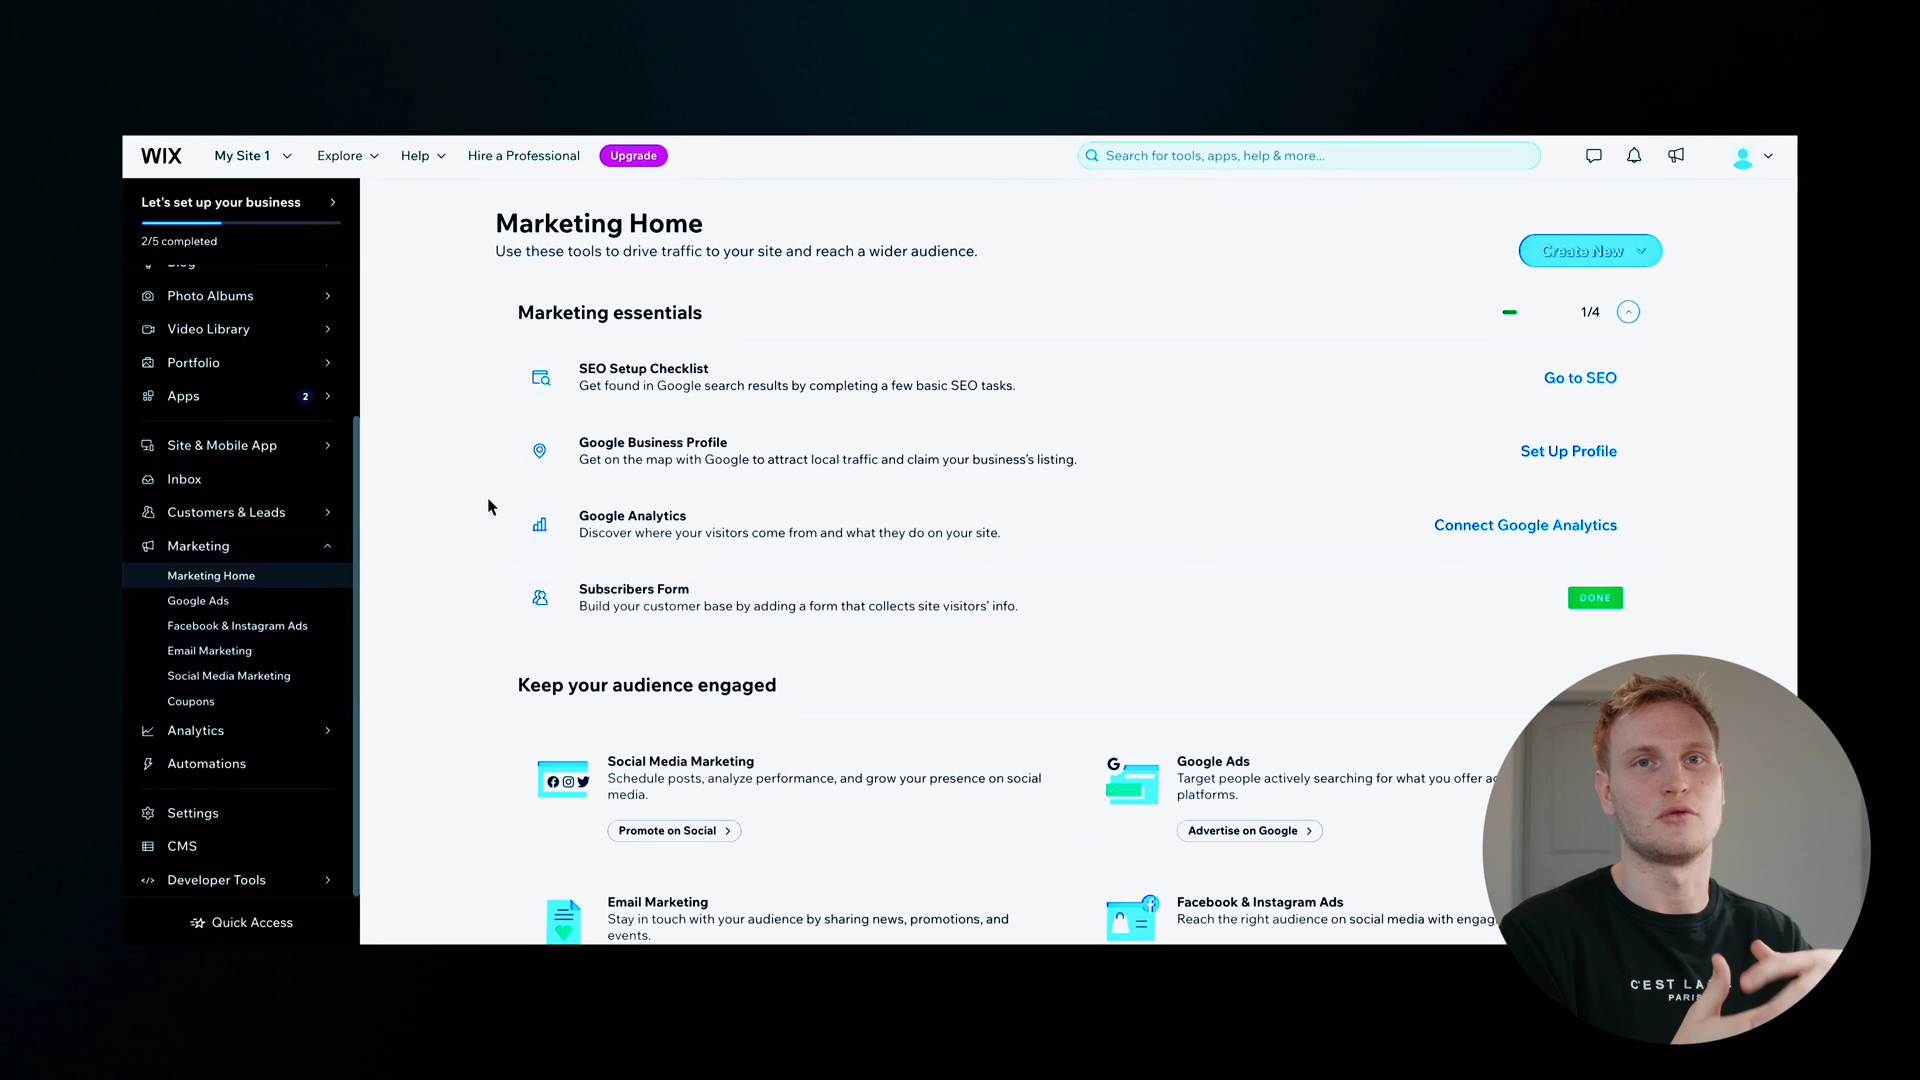 WIX
My Site 1
Explore
Help
Hire a Professional
Upgrade
Search for tools, apps, help & more...
Let's set up your business
2/5 completed
Blog
Photo Albums
Video Library
Portfolio
Apps
2
Site & Mobile App
Inbox
Customers & Leads
Marketing
Marketing Home
Google Ads
Facebook & Instagram Ads
Email Marketing
Social Media Marketing
Coupons
Analytics
Automations
Settings
CMS
Developer Tools
Quick Access
Marketing Home
Use these tools to drive traffic to your site and reach a wider audience.
Create New
Marketing essentials
1/4
SEO Setup Checklist
Get found in Google search results by completing a few basic SEO tasks.
Go to SEO
Google Business Profile
Get on the map with Google to attract local traffic and claim your business's listing.
Set Up Profile
Google Analytics
Discover where your visitors come from and what they do on your site.
Connect Google Analytics
Subscribers Form
Build your customer base by adding a form that collects site visitors' info.
DONE
Keep your audience engaged
Social Media Marketing
Schedule posts, analyze performance, and grow your presence on social
media.
Promote on Social
G
Google Ads
Target people actively searching for what you offer
platforms.
Advertise on Google
Email Marketing
Stay in touch with your audience by sharing news, promotions, and
events.
Facebook & Instagram Ads
Reach the right audience on social media with
C'EST LA
PARIS